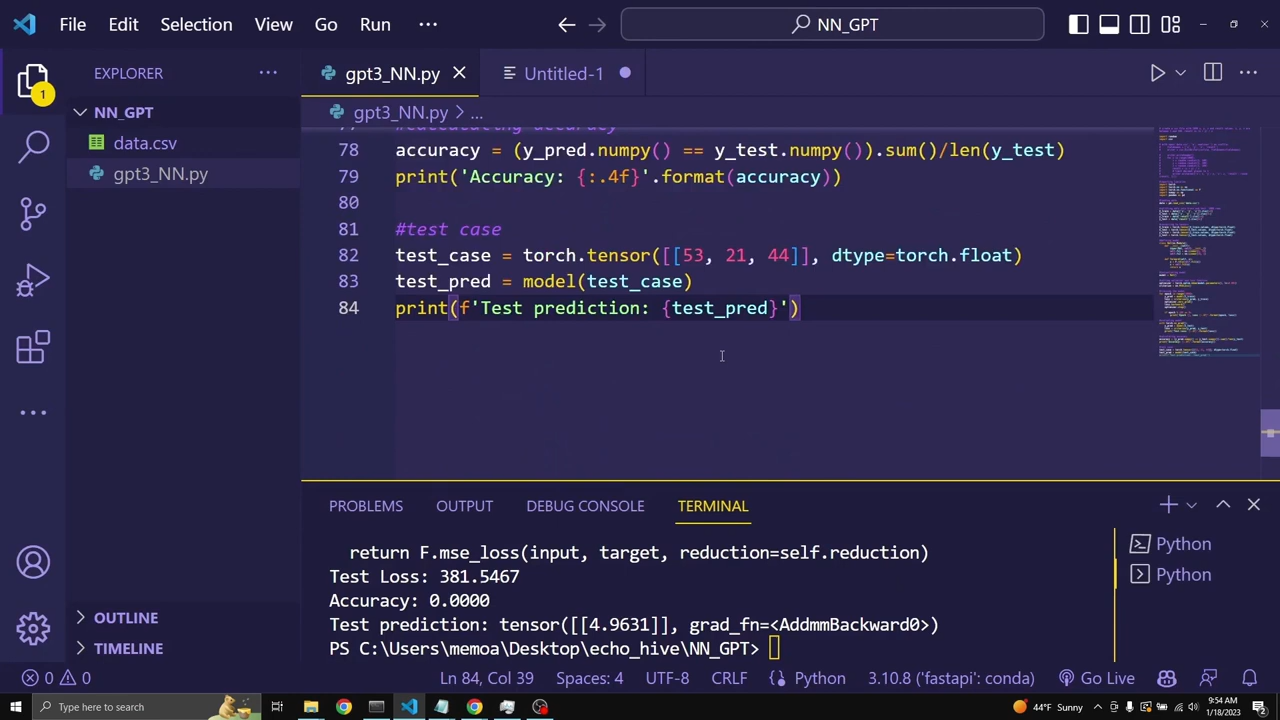 File Edit Selection View Go Run ··· NN_GPT
EXPLORER ···
gpt3_NN.py
Untitled-1
NN_GPT
data.csv
gpt3_NN.py
1
gpt3_NN.py > ...
#calculating accuracy
78 accuracy = (y_pred.numpy() == y_test.numpy()).sum()/len(y_test)
79 print('Accuracy: {:.4f}'.format(accuracy))
80
81 #test case
82 test_case = torch.tensor([[53, 21, 44]], dtype=torch.float)
83 test_pred = model(test_case)
84 print(f'Test prediction: {test_pred}')
PROBLEMS OUTPUT DEBUG CONSOLE TERMINAL
return F.mse_loss(input, target, reduction=self.reduction)
Test Loss: 381.5467
Accuracy: 0.0000
Test prediction: tensor([[4.9631]], grad_fn=<AddmmBackward0>)
PS C:\Users\memoa\Desktop\echo_hive\NN_GPT>
Python
Python
OUTLINE
TIMELINE
0 0 Ln 84, Col 39 Spaces: 4 UTF-8 CRLF Python 3.10.8 ('fastapi': conda) Go Live
Type here to search
44°F Sunny
9:54 AM
1/18/2023
2